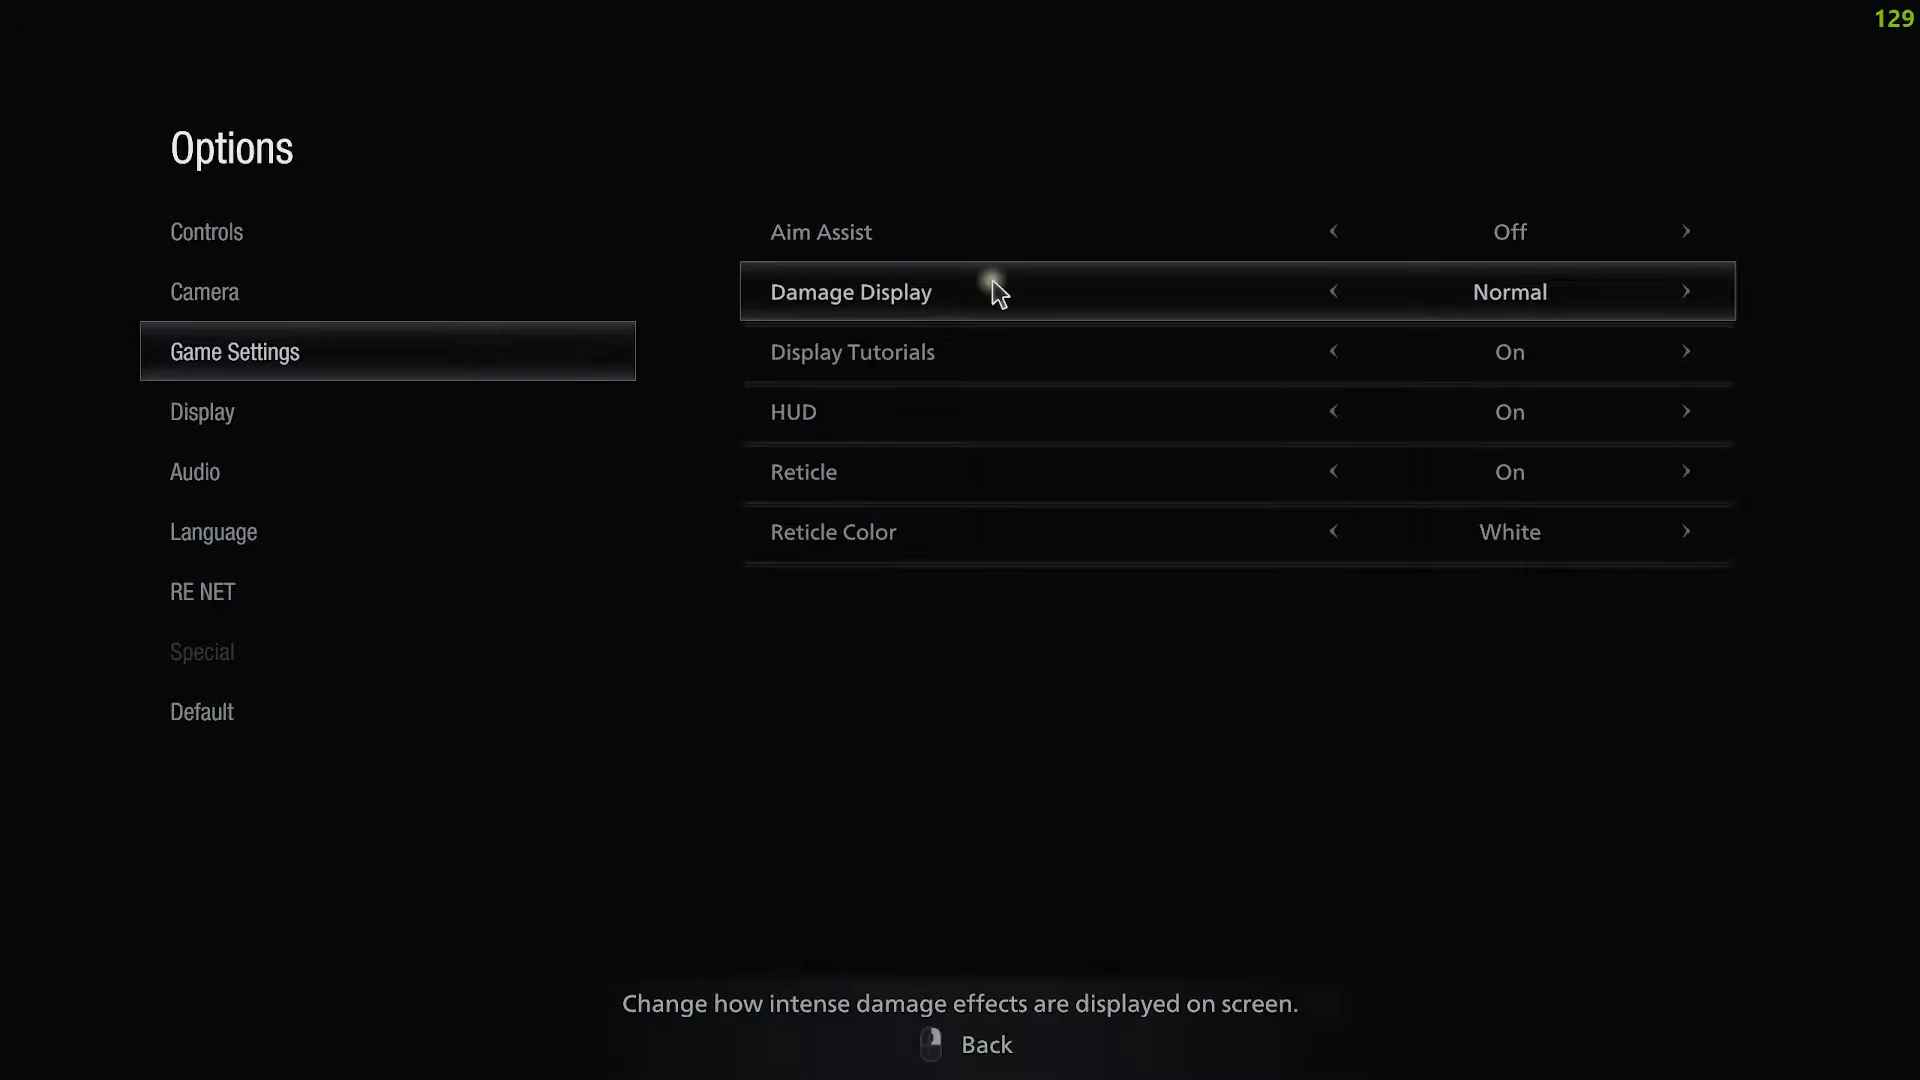 129
Options
Controls
Camera
Game Settings
Display
Audio
Language
RE NET
Special
Default
Aim Assist Off
Damage Display Normal
Display Tutorials On
HUD On
Reticle On
Reticle Color White
Change how intense damage effects are displayed on screen.
Back